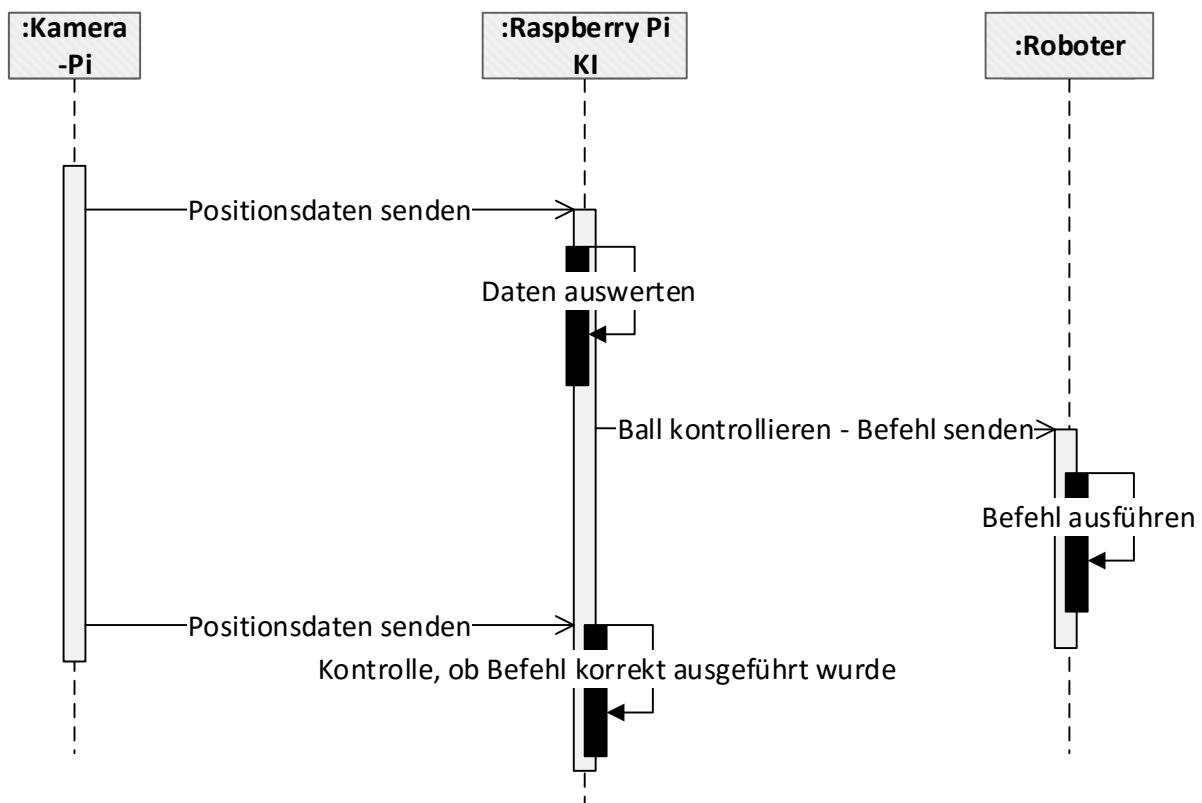 :Kamera
-Pi
:Raspberry Pi
KI
:Roboter
Positionsdaten senden
Daten auswerten
Ball kontrollieren - Befehl senden
Befehl ausführen
Positionsdaten senden
Kontrolle, ob Befehl korrekt ausgeführt wurde